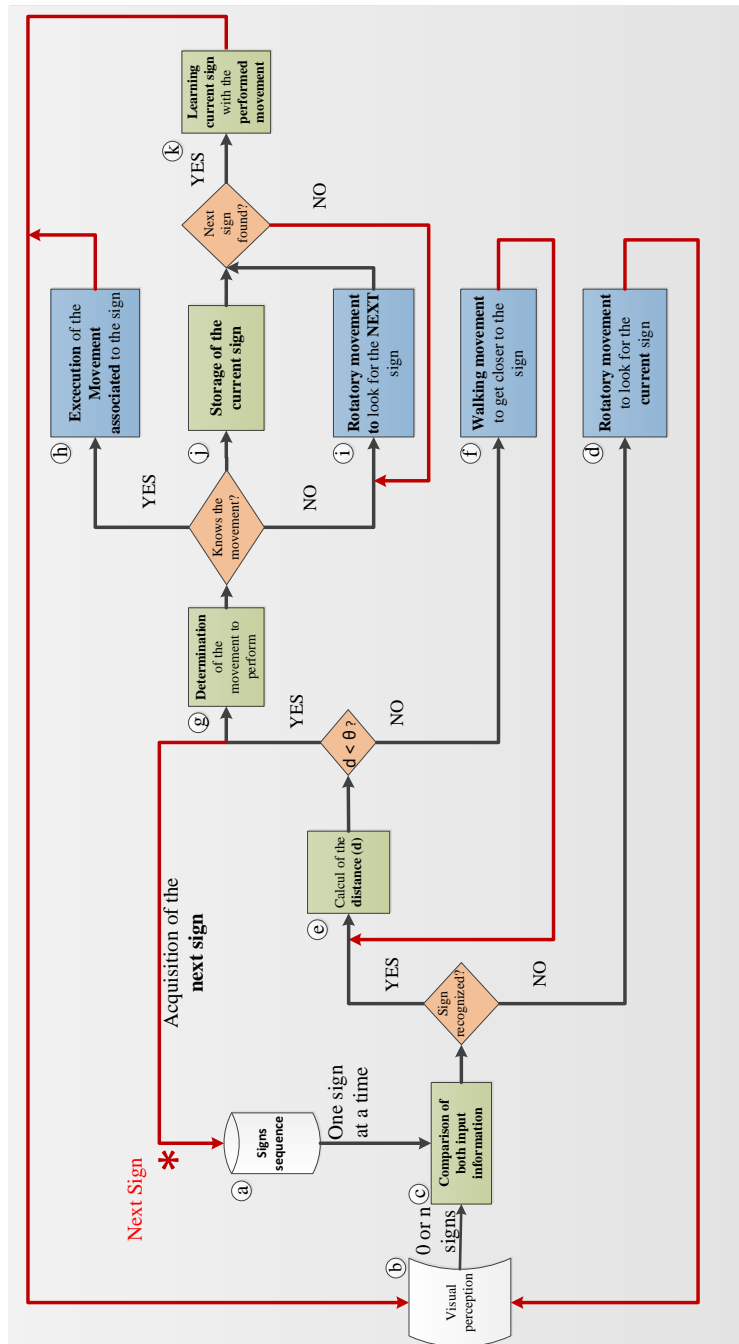 Next Sign
*
Acquisition of the
next sign
a
Signs
sequence
One sign
at a time
b
Visual
perception
0 or n
signs
c
Comparison of
both input
information
Sign
recognized?
YES
NO
e
Calcul of the
distance (d)
d < θ ?
YES
NO
g
Determination
of the
movement to
perform
Knows the
movement?
YES
NO
h
Excecution of the
Movement
associated to the sign
j
Storage of the
current sign
i
Rotatory movement
to look for the NEXT
sign
f
Walking movement
to get closer to the
sign
d
Rotatory movement
to look for the
current sign
Next
sign
found?
YES
NO
k
Learning
current sign
with the
performed
movement